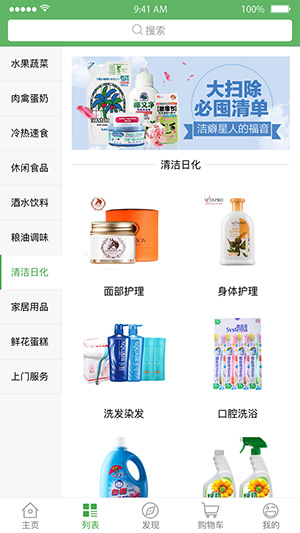 9:41 AM
100%
搜索
水果蔬菜
肉禽蛋奶
冷热速食
休闲食品
酒水饮料
粮油调味
清洁日化
家居用品
鲜花蛋糕
上门服务
大扫除
必囤清单
洁癖星人的福音
清洁日化
面部护理
身体护理
洗发染发
口腔洗浴
Systema
主页
列表
发现
购物车
我的